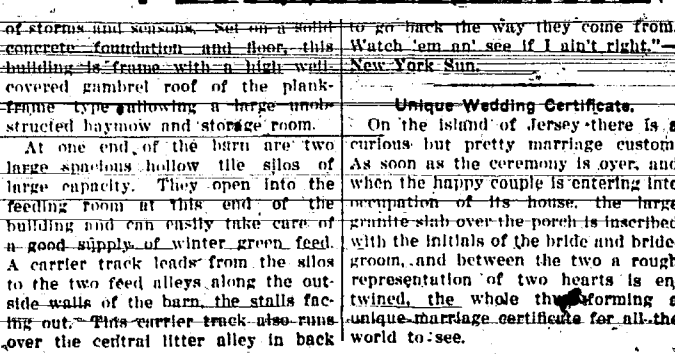 of storms and seasons. Set on a solid
concrete foundation and floor, this
building is frame with a high well-
covered gambrel roof of the plank-
frame type allowing a large unob-
structed haymow and storage room.
At one end of the barn are two
large spacious hollow tile silos of
large capacity. They open into the
feeding room at this end of the
building and can easily take care of
a good supply of winter green feed.
A carrier track leads from the silos
to the two feed alleys along the out-
side walls of the barn, the stalls fac-
ing out. This carrier track also runs
over the central litter alley in back
to go back the way they come from.
Watch 'em an' see if I ain't right."—
New York Sun.
Unique Wedding Certificate.
On the island of Jersey there is a
curious but pretty marriage custom
As soon as the ceremony is over, and
when the happy couple is entering into
occupation of its house, the large
granite slab over the porch is inscribed
with the initials of the bride and bride
groom, and between the two a rough
representation of two hearts is en
twined, the whole forming a
unique marriage certificate for all the
world to see.